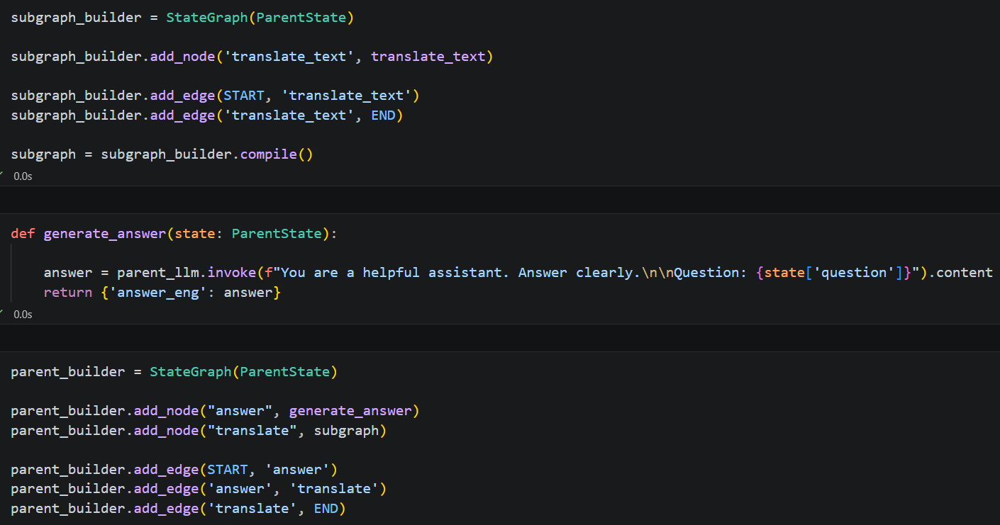 subgraph_builder = StateGraph(ParentState)
subgraph_builder.add_node('translate_text', translate_text)
subgraph_builder.add_edge(START, 'translate_text')
subgraph_builder.add_edge('translate_text', END)
subgraph = subgraph_builder.compile()
0.0s
def generate_answer(state: ParentState):
    answer = parent_llm.invoke(f"You are a helpful assistant. Answer clearly.\n\nQuestion: {state['question']}").content
    return {'answer_eng': answer}
0.0s
parent_builder = StateGraph(ParentState)
parent_builder.add_node("answer", generate_answer)
parent_builder.add_node("translate", subgraph)
parent_builder.add_edge(START, 'answer')
parent_builder.add_edge('answer', 'translate')
parent_builder.add_edge('translate', END)